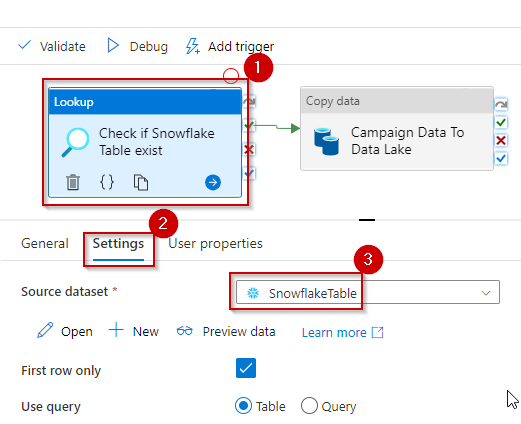 Validate Debug Add trigger
1
Lookup
Check if Snowflake
Table exist
{ }
Copy data
Campaign Data To
Data Lake
2
General Settings User properties
3
Source dataset * SnowflakeTable
Open New Preview data Learn more
First row only
Use query Table Query